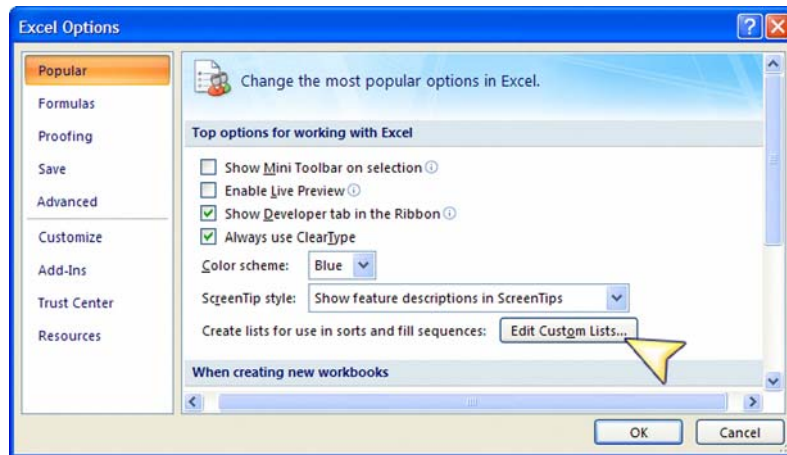 Excel Options
Popular
Formulas
Proofing
Save
Advanced
Customize
Add-Ins
Trust Center
Resources
Change the most popular options in Excel.
Top options for working with Excel
Show Mini Toolbar on selection
Enable Live Preview
Show Developer tab in the Ribbon
Always use ClearType
Color scheme: Blue
ScreenTip style: Show feature descriptions in ScreenTips
Create lists for use in sorts and fill sequences: Edit Custom Lists...
When creating new workbooks
OK Cancel